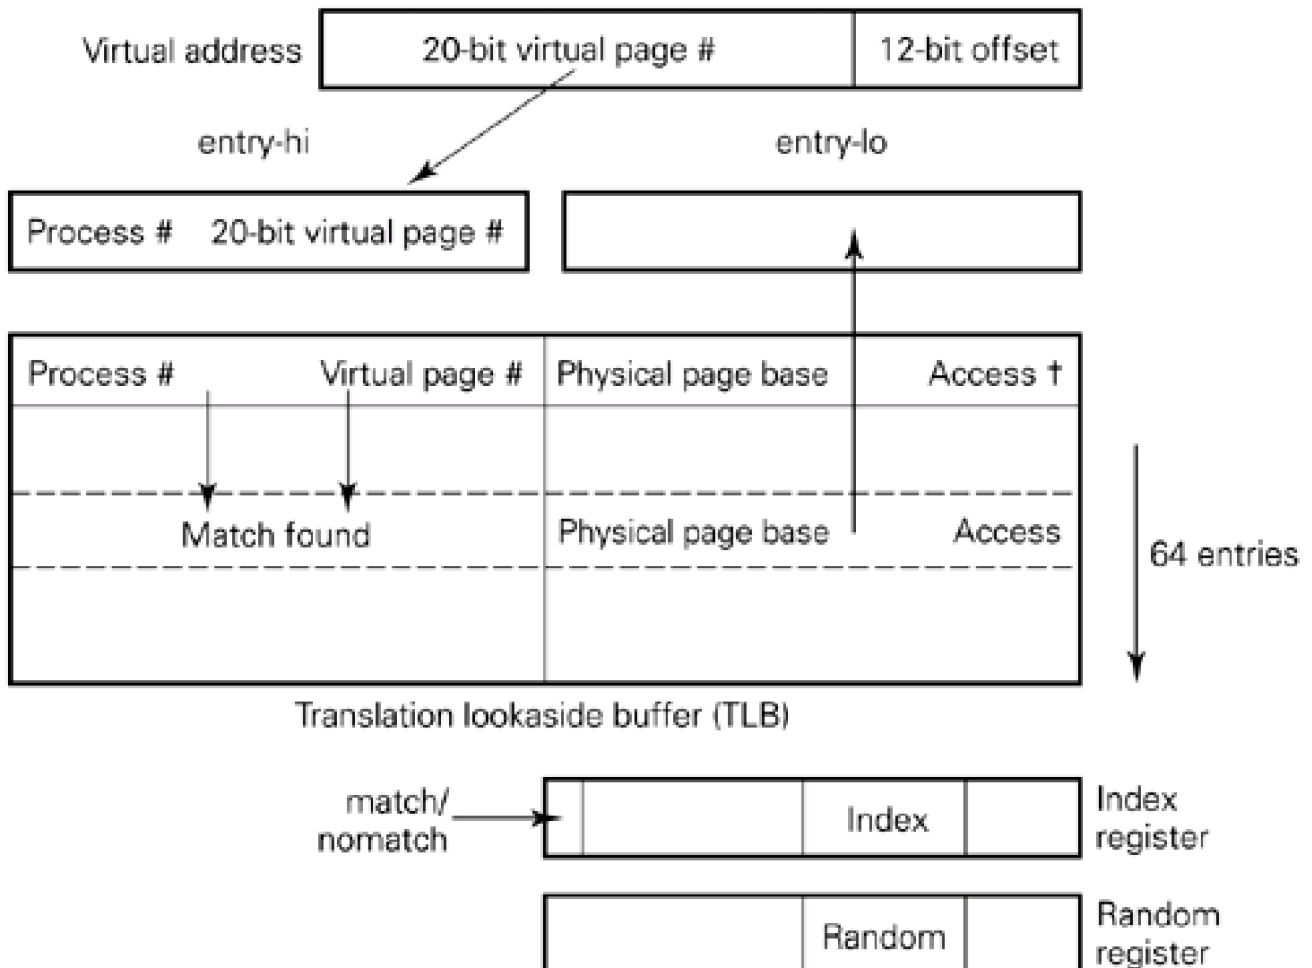 Virtual address
20-bit virtual page #
12-bit offset
entry-hi
entry-lo
Process #
20-bit virtual page #
Process #
Virtual page #
Physical page base
Access †
Match found
Physical page base
Access
64 entries
Translation lookaside buffer (TLB)
match/
nomatch
Index
Index
register
Random
Random
register